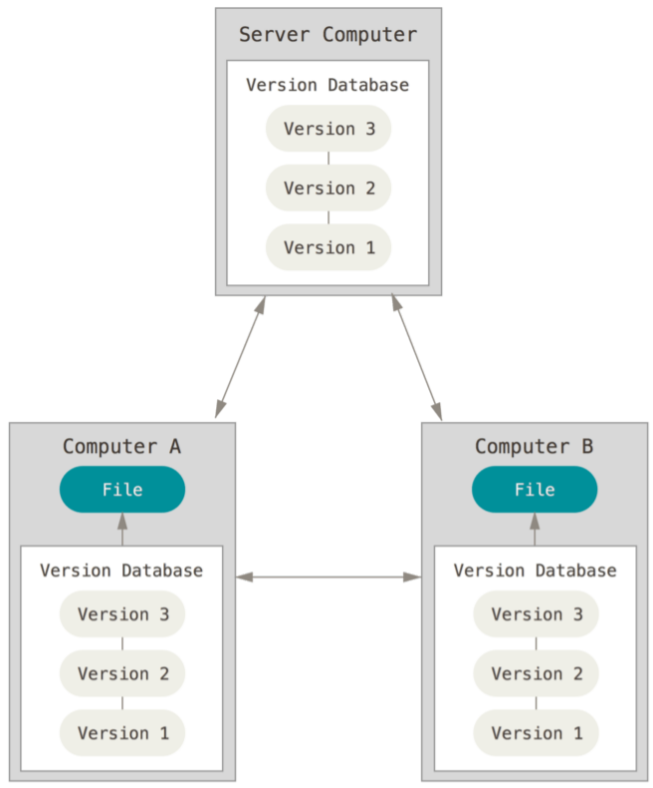 Server Computer
Version Database
Version 3
Version 2
Version 1
Computer A
File
Version Database
Version 3
Version 2
Version 1
Computer B
File
Version Database
Version 3
Version 2
Version 1